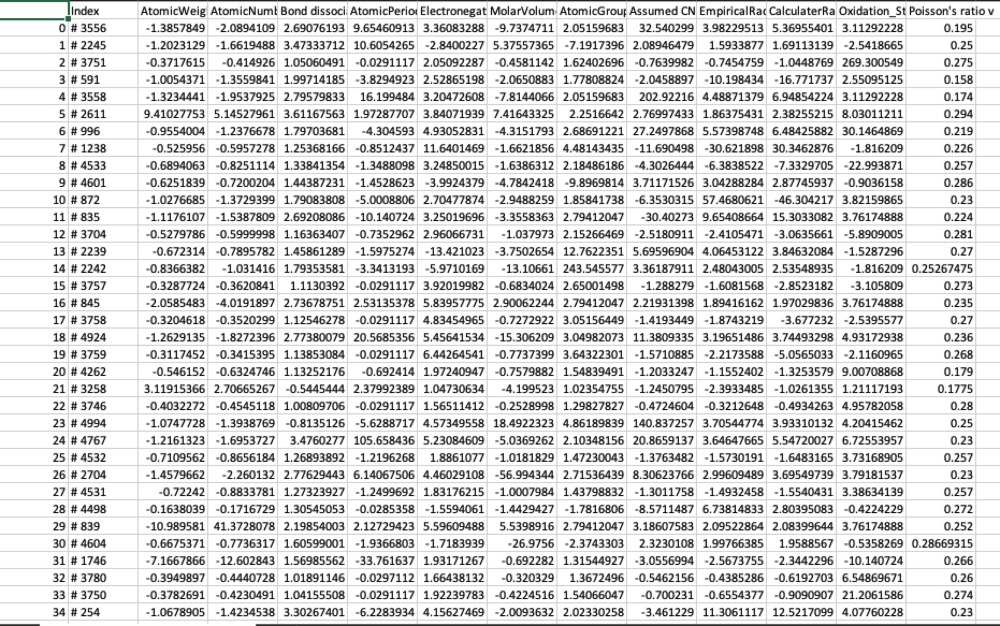 Index AtomicWeig AtomicNumb Bond dissoci AtomicPerio Electronegat MolarVolum AtomicGroup Assumed CN EmpiricalRad CalculaterRa Oxidation_St Poisson's ratio v
0 # 3556 -1.3857849 -2.0894109 2.69076193 9.65460913 3.36083288 -9.7374711 2.05159683 32.540299 3.98229513 5.36955401 3.11292228 0.195
1 # 2245 -1.2023129 -1.6619488 3.47333712 10.6054265 -2.8400227 5.37557365 -7.1917396 2.08946479 1.5933877 1.69113139 -2.5418665 0.25
2 # 3751 -0.3717615 -0.414926 1.05060491 -0.0291117 2.05092287 -0.4581142 1.62402696 -0.7639982 -0.7454759 -1.0448769 269.300549 0.275
3 # 591 -1.0054371 -1.3559841 1.99714185 -3.8294923 2.52865198 -2.0650883 1.77808824 -2.0458897 -10.198434 -16.771737 2.55095125 0.158
4 # 3558 -1.3234441 -1.9537925 2.79579833 16.199484 3.20472608 -7.8144066 2.05159683 202.92216 4.48871379 6.94854224 3.11292228 0.174
5 # 2611 9.41027753 5.14527961 3.61167563 1.97287707 3.84071939 7.41643325 2.2516642 2.76997433 1.86375431 2.38255215 8.03011211 0.294
6 # 996 -0.9554004 -1.2376678 1.79703681 -4.304593 4.93052831 -4.3151793 2.68691221 27.2497868 5.57398748 6.48425882 30.1464869 0.219
7 # 1238 -0.525956 -0.5957278 1.25368166 -0.8512437 11.6401469 -1.6621856 4.48143435 -11.690498 -30.621898 30.3462876 -1.816209 0.226
8 # 4533 -0.6894063 -0.8251114 1.33841354 -1.3488098 3.24850015 -1.6386312 2.18486186 -4.3026444 -6.3838522 -7.3329705 -22.993871 0.257
9 # 4601 -0.6251839 -0.7200204 1.44387231 -1.4528623 -3.9924379 -4.7842418 -9.8969814 3.71171526 3.04288284 2.87745937 -0.9036158 0.286
10 # 872 -1.0276685 -1.3729399 1.79083808 -5.0008806 2.70477874 -2.9488259 1.85841738 -6.3530315 57.4680621 -46.304217 3.82159865 0.23
11 # 835 -1.1176107 -1.5387809 2.69208086 -10.140724 3.25019696 -3.3558363 2.79412047 -30.40273 9.65408664 15.3033082 3.76174888 0.224
12 # 3704 -0.5279786 -0.5999998 1.16363407 -0.7352962 2.96066731 -1.037973 2.15266469 -2.5180911 -2.4105471 -3.0635661 -5.8909005 0.281
13 # 2239 -0.672314 -0.7895782 1.45861289 -1.5975274 -13.421023 -3.7502654 12.7622351 5.69596904 4.06453122 3.84632084 -1.5287296 0.27
14 # 2242 -0.8366382 -1.031416 1.79353581 -3.3413193 -5.9710169 -13.10661 243.545577 3.36187911 2.48043005 2.53548935 -1.816209 0.25267475
15 # 3757 -0.3287724 -0.3620841 1.1130392 -0.0291117 3.92019982 -0.6834024 2.65001498 -1.288279 -1.6081568 -2.8523182 -3.105809 0.273
16 # 845 -2.0585483 -4.0191897 2.73678751 2.53135378 5.83957775 2.90062244 2.79412047 2.21931398 1.89416162 1.97029836 3.76174888 0.235
17 # 3758 -0.3204618 -0.3520299 1.12546278 -0.0291117 4.83454965 -0.7272922 3.05156449 -1.4193449 -1.8743219 -3.677232 -2.5395577 0.27
18 # 4924 -1.2629135 -1.8272396 2.77380079 20.5685356 5.45641534 -15.306209 3.04982073 11.3809335 3.19651486 3.74493298 4.93172938 0.236
19 # 3759 -0.3117452 -0.3415395 1.13853084 -0.0291117 6.44264541 -0.7737399 3.64322301 -1.5710885 -2.2173588 -5.0565033 -2.1160965 0.268
20 # 4262 -0.546152 -0.6324746 1.13252176 -0.692414 1.97240947 -0.7579882 1.54839491 -1.2033247 -1.1552402 -1.3253579 9.00708868 0.179
21 # 3258 3.11915366 2.70665267 -0.5445444 2.37992389 1.04730634 -4.199523 1.02354755 -1.2450795 -2.3933485 -1.0261355 1.21117193 0.1775
22 # 3746 -0.4032272 -0.4545118 1.00809706 -0.0291117 1.56511412 -0.2528998 1.29827827 -0.4724604 -0.3212648 -0.4934263 4.95782058 0.28
23 # 4994 -1.0747728 -1.3938769 -0.8135126 -5.6288717 4.57349558 18.4922323 4.86189839 140.837257 3.70544774 3.93310132 4.20415462 0.25
24 # 4767 -1.2161323 -1.6953727 3.4760277 105.658436 5.23084609 -5.0369262 2.10348156 20.8659137 3.64647665 5.54720027 6.72553957 0.23
25 # 4532 -0.7109562 -0.8656184 1.26893892 -1.2196268 1.8861077 -1.0181829 1.47230043 -1.3763482 -1.5730191 -1.6483165 3.73168905 0.257
26 # 2704 -1.4579662 -2.260132 2.77629443 6.14067506 4.46029108 -56.994344 2.71536439 8.30623766 2.99609489 3.69549739 3.79181537 0.23
27 # 4531 -0.72242 -0.8833781 1.27323927 -1.2499692 1.83176215 -1.0007984 1.43798832 -1.3011758 -1.4932458 -1.5540431 3.38634139 0.257
28 # 4498 -0.1638039 -0.1716729 1.30545053 -0.0285358 -1.5594061 -1.4429427 -1.7816806 -8.5711487 6.73814833 2.80395083 -0.4224229 0.272
29 # 839 -10.989581 41.3728078 2.19854003 2.12729423 5.59609488 5.5398916 2.79412047 3.18607583 2.09522864 2.08399644 3.76174888 0.252
30 # 4604 -0.6675371 -0.7736317 1.60599001 -1.9366803 -1.7183939 -26.9756 -2.3743303 2.3230108 1.99766385 1.9588567 -0.5358269 0.28669315
31 # 1746 -7.1667866 -12.602843 1.56985562 -33.761637 1.93171267 -0.692282 1.31544927 -3.0556994 -2.5673755 -2.3442296 -10.140724 0.266
32 # 3780 -0.3949897 -0.4440728 1.01891146 -0.0297112 1.66438132 -0.320329 1.3672496 -0.5462156 -0.4385286 -0.6192703 6.54869671 0.26
33 # 3750 -0.3782691 -0.4230491 1.04155508 -0.0291117 1.92239783 -0.4224516 1.54066047 -0.700231 -0.6554377 -0.9090907 21.2061586 0.274
34 # 254 -1.0678905 -1.4234538 3.30267401 -6.2283934 4.15627469 -2.0093632 2.02330258 -3.461229 11.3061117 12.5217099 4.07760228 0.23